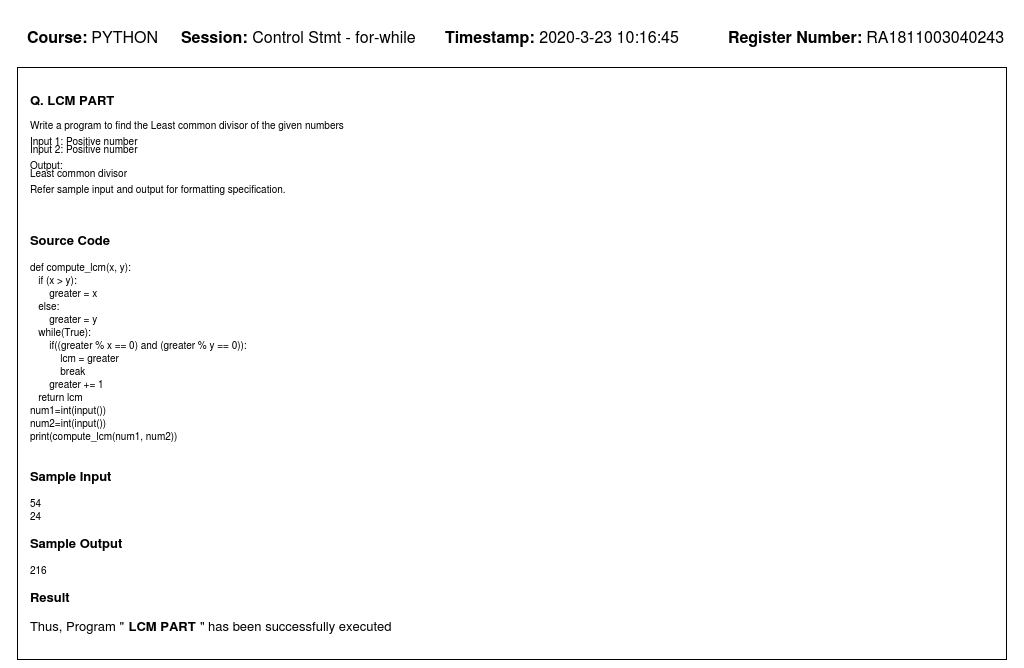 Course: PYTHON Session: Control Stmt - for-while Timestamp: 2020-3-23 10:16:45 Register Number: RA1811003040243
Q. LCM PART
Write a program to find the Least common divisor of the given numbers
Input 1: Positive number
Input 2: Positive number
Output:
Least common divisor
Refer sample input and output for formatting specification.
Source Code
def compute_lcm(x, y):
   if (x > y):
       greater = x
   else:
       greater = y
   while(True):
       if((greater % x == 0) and (greater % y == 0)):
           lcm = greater
           break
       greater += 1
   return lcm
num1=int(input())
num2=int(input())
print(compute_lcm(num1, num2))
Sample Input
54
24
Sample Output
216
Result
Thus, Program " LCM PART " has been successfully executed